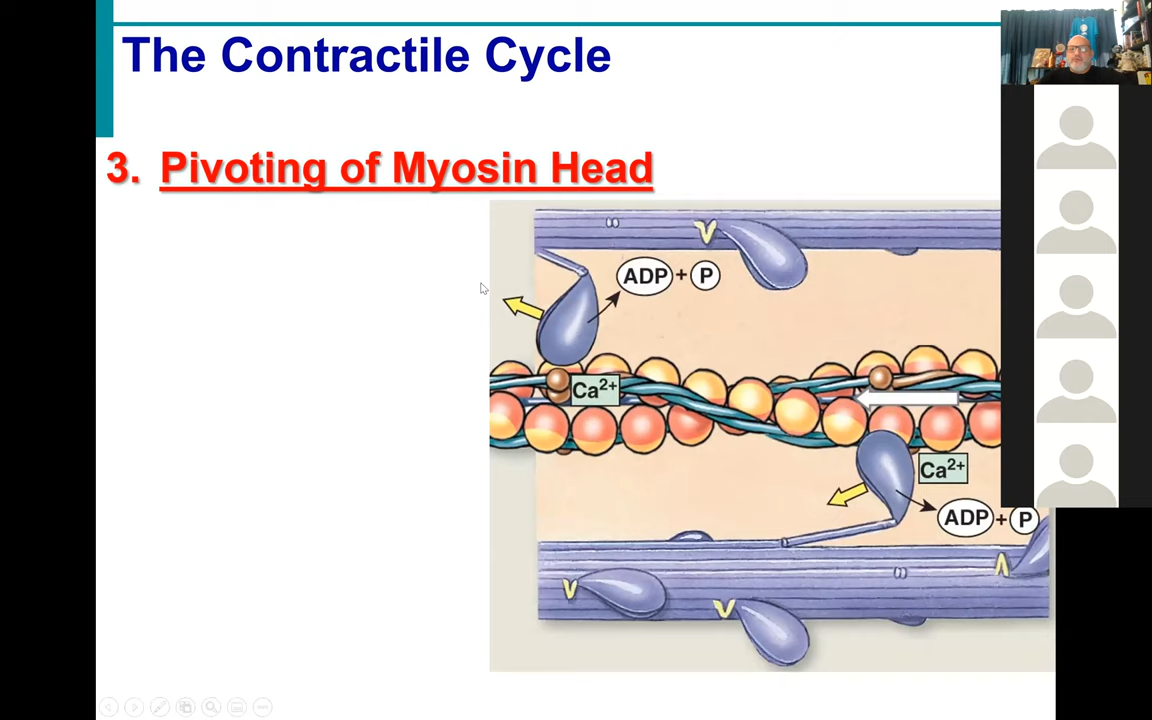 The Contractile Cycle
3. Pivoting of Myosin Head
ADP + P
Ca2+
Ca2+
ADP + P